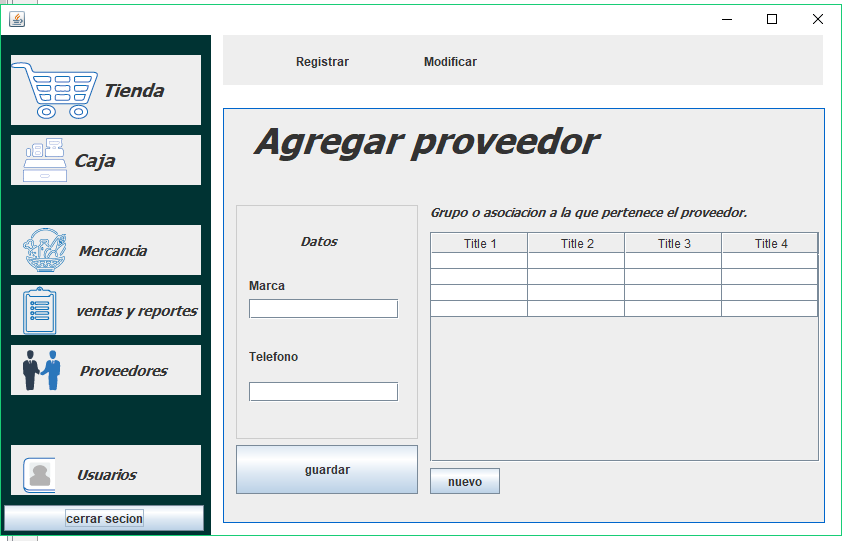 Tienda
Caja
Mercancia
ventas y reportes
Proveedores
Usuarios
cerrar secion
Registrar Modificar
Agregar proveedor
Datos
Marca
Telefono
guardar
Grupo o asociacion a la que pertenece el proveedor.
Title 1 Title 2 Title 3 Title 4
nuevo